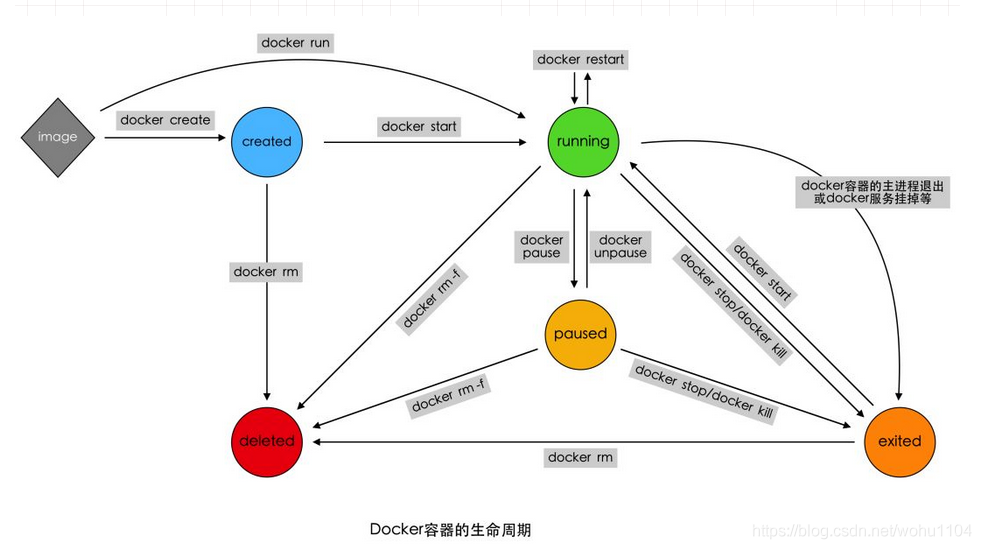 docker run
docker restart
image
docker create
created
docker start
running
docker容器的主进程退出
或docker服务挂掉等
docker
pause
docker
unpause
docker start
docker stop/docker kill
docker rm
docker rm -f
paused
docker rm -f
docker stop/docker kill
deleted
exited
docker rm
Docker容器的生命周期
https://blog.csdn.net/wohu1104